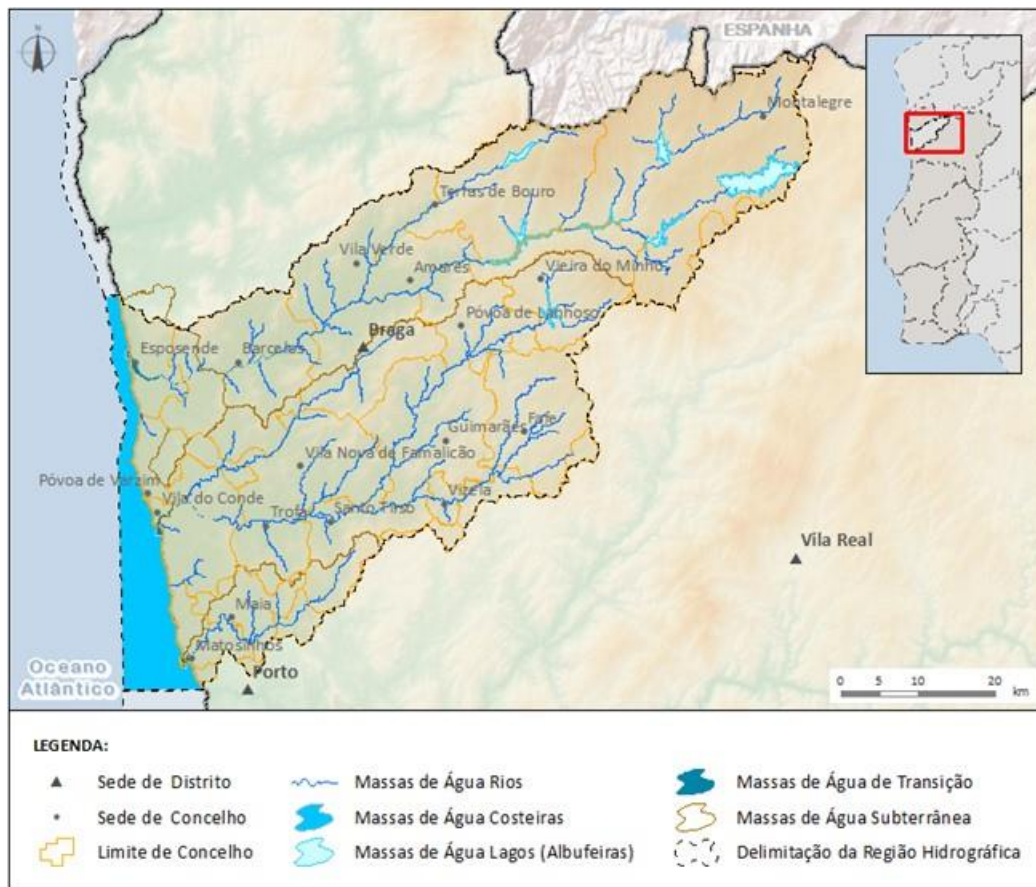 ESPANHA
Montalegre
Terras de Bouro
Vila Verde
Amares
Vieira do Minho
Póvoa de Lanhoso
Braga
Esposende
Barcelos
Fafe
Guimarães
Vila Nova de Famalicão
Póvoa de Varzim
Vila do Conde
Vizela
Santo Tirso
Trofa
Vila Real
Maia
Matosinhos
Oceano
Atlântico
Porto
0 5 10 20
km
LEGENDA:
Sede de Distrito
Massas de Água Rios
Massas de Água de Transição
Sede de Concelho
Massas de Água Costeiras
Massas de Água Subterrânea
Limite de Concelho
Massas de Água Lagos (Albufeiras)
Delimitação da Região Hidrográfica